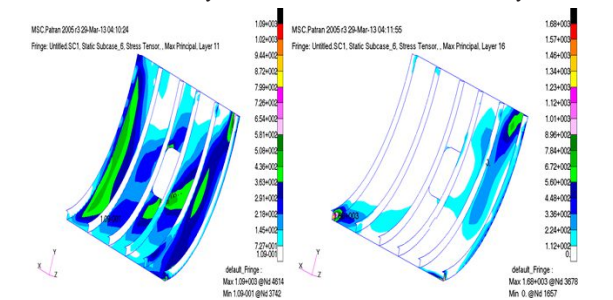 MSC.Patran 2005 r3 29-Mar-13 04:10:24
Fringe: Untitled.SC1, Static Subcase_6, Stress Tensor, , Max Principal, Layer 11
1.09+003
1.02+003
9.44+002
8.72+002
7.99+002
7.26+002
6.54+002
5.81+002
5.08+002
4.36+002
3.63+002
2.91+002
2.18+002
1.45+002
7.27+001
1.09-001
Y
X
Z
default_Fringe :
Max 1.09+003 @Nd 4614
Min 1.09-001 @Nd 3742
MSC.Patran 2005 r3 29-Mar-13 04:11:55
Fringe: Untitled.SC1, Static Subcase_6, Stress Tensor, , Max Principal, Layer 16
1.68+003
1.57+003
1.46+003
1.34+003
1.23+003
1.12+003
1.01+003
8.96+002
7.84+002
6.72+002
5.60+002
4.48+002
3.36+002
2.24+002
1.12+002
0.
Y
X
Z
default_Fringe :
Max 1.68+003 @Nd 3678
Min 0. @Nd 1657